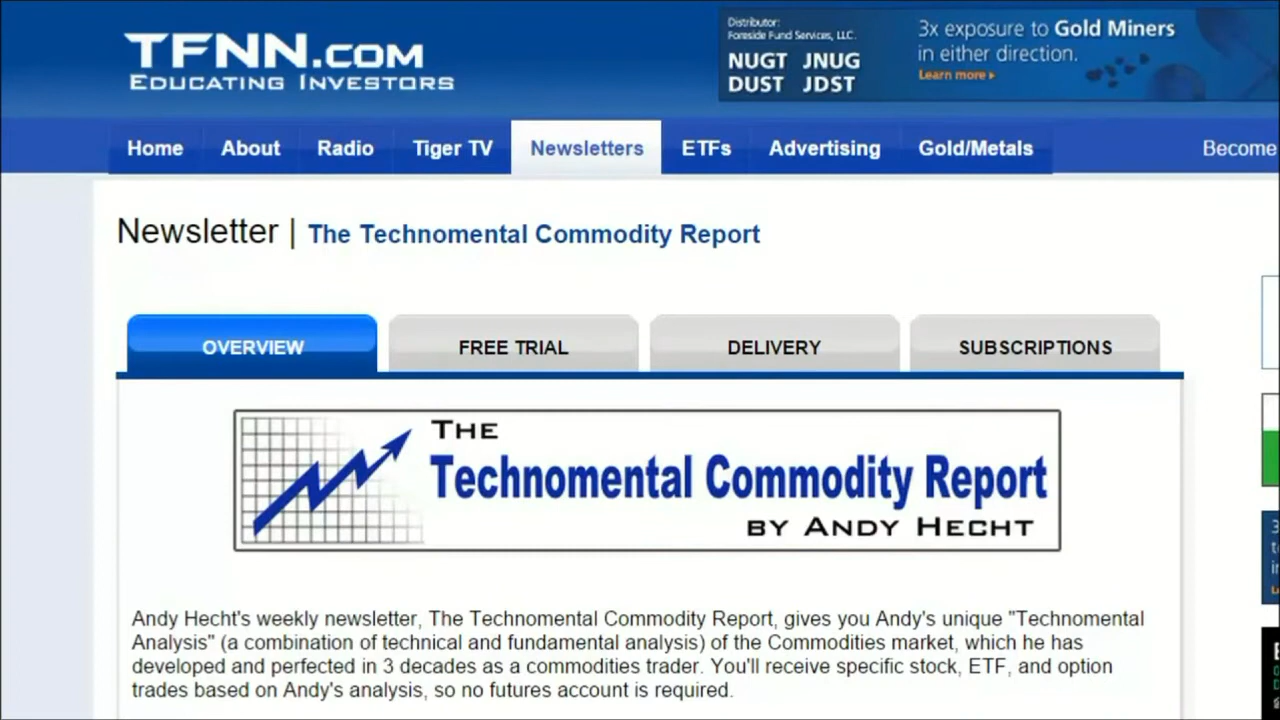 TFNN.COM
EDUCATING INVESTORS
Distributor:
Foreside Fund Services, LLC.
NUGT JNUG
DUST JDST
3x exposure to Gold Miners
in either direction.
Learn more
Home About Radio Tiger TV Newsletters ETFs Advertising Gold/Metals Become
Newsletter | The Technomental Commodity Report
OVERVIEW FREE TRIAL DELIVERY SUBSCRIPTIONS
THE
Technomental Commodity Report
BY ANDY HECHT
Andy Hecht's weekly newsletter, The Technomental Commodity Report, gives you Andy's unique "Technomental
Analysis" (a combination of technical and fundamental analysis) of the Commodities market, which he has
developed and perfected in 3 decades as a commodities trader. You'll receive specific stock, ETF, and option
trades based on Andy's analysis, so no futures account is required.